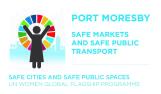 PORT MORESBY
SAFE MARKETS
AND SAFE PUBLIC
TRANSPORT
SAFE CITIES AND SAFE PUBLIC SPACES
UN WOMEN GLOBAL FLAGSHIP PROGRAMME